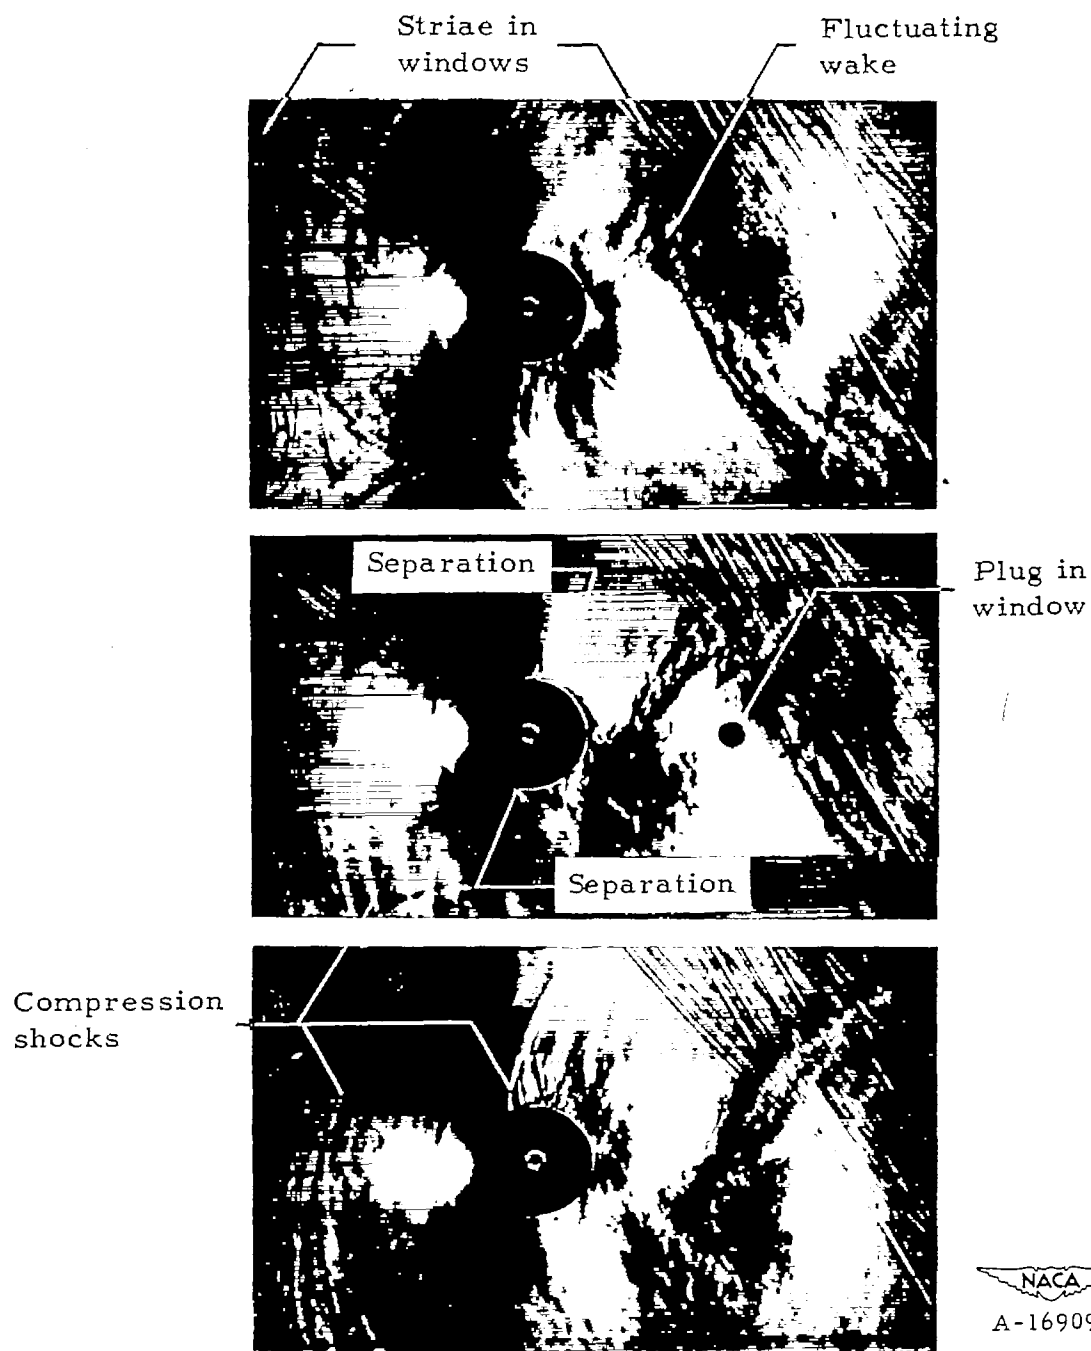 Striae in
windows
Fluctuating
wake
Separation
Plug in
window
Separation
Compression
shocks
NACA
A-16909